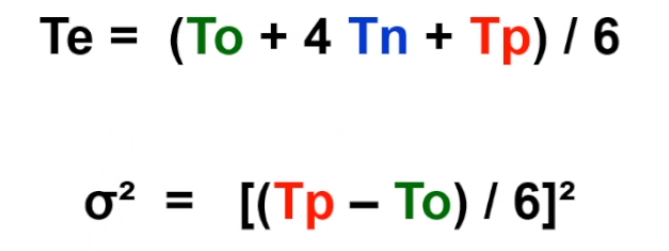 Te = (To + 4 Tn + Tp) / 6
σ² = [(Tp – To) / 6]²